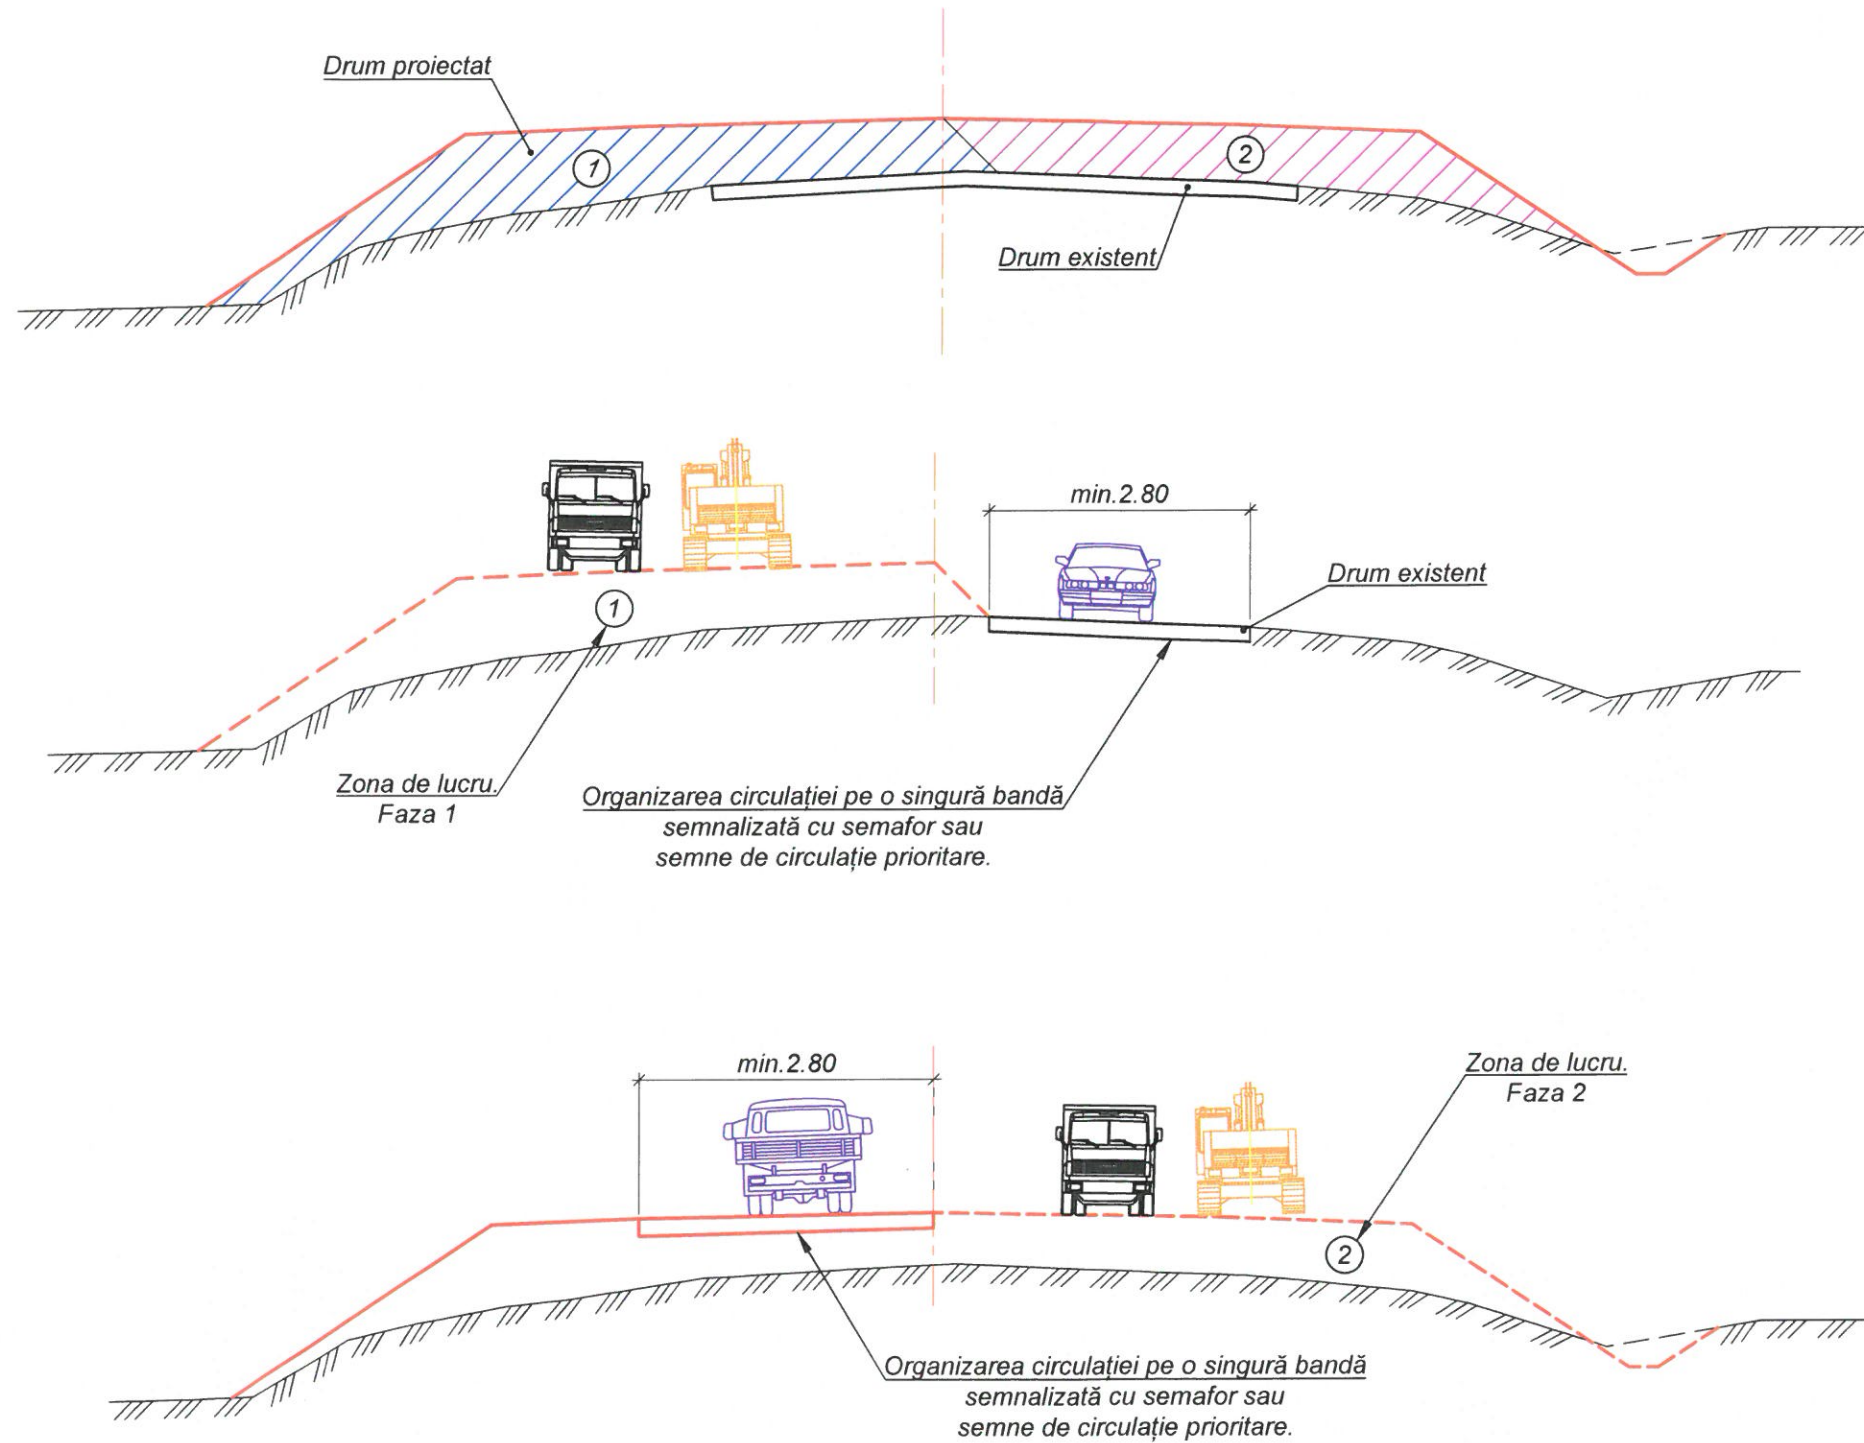 Drum proiectat
1
2
Drum existent
min.2.80
Drum existent
1
Zona de lucru.
Faza 1
Organizarea circulației pe o singură bandă
semnalizată cu semafor sau
semne de circulație prioritare.
min.2.80
Zona de lucru.
Faza 2
2
Organizarea circulației pe o singură bandă
semnalizată cu semafor sau
semne de circulație prioritare.